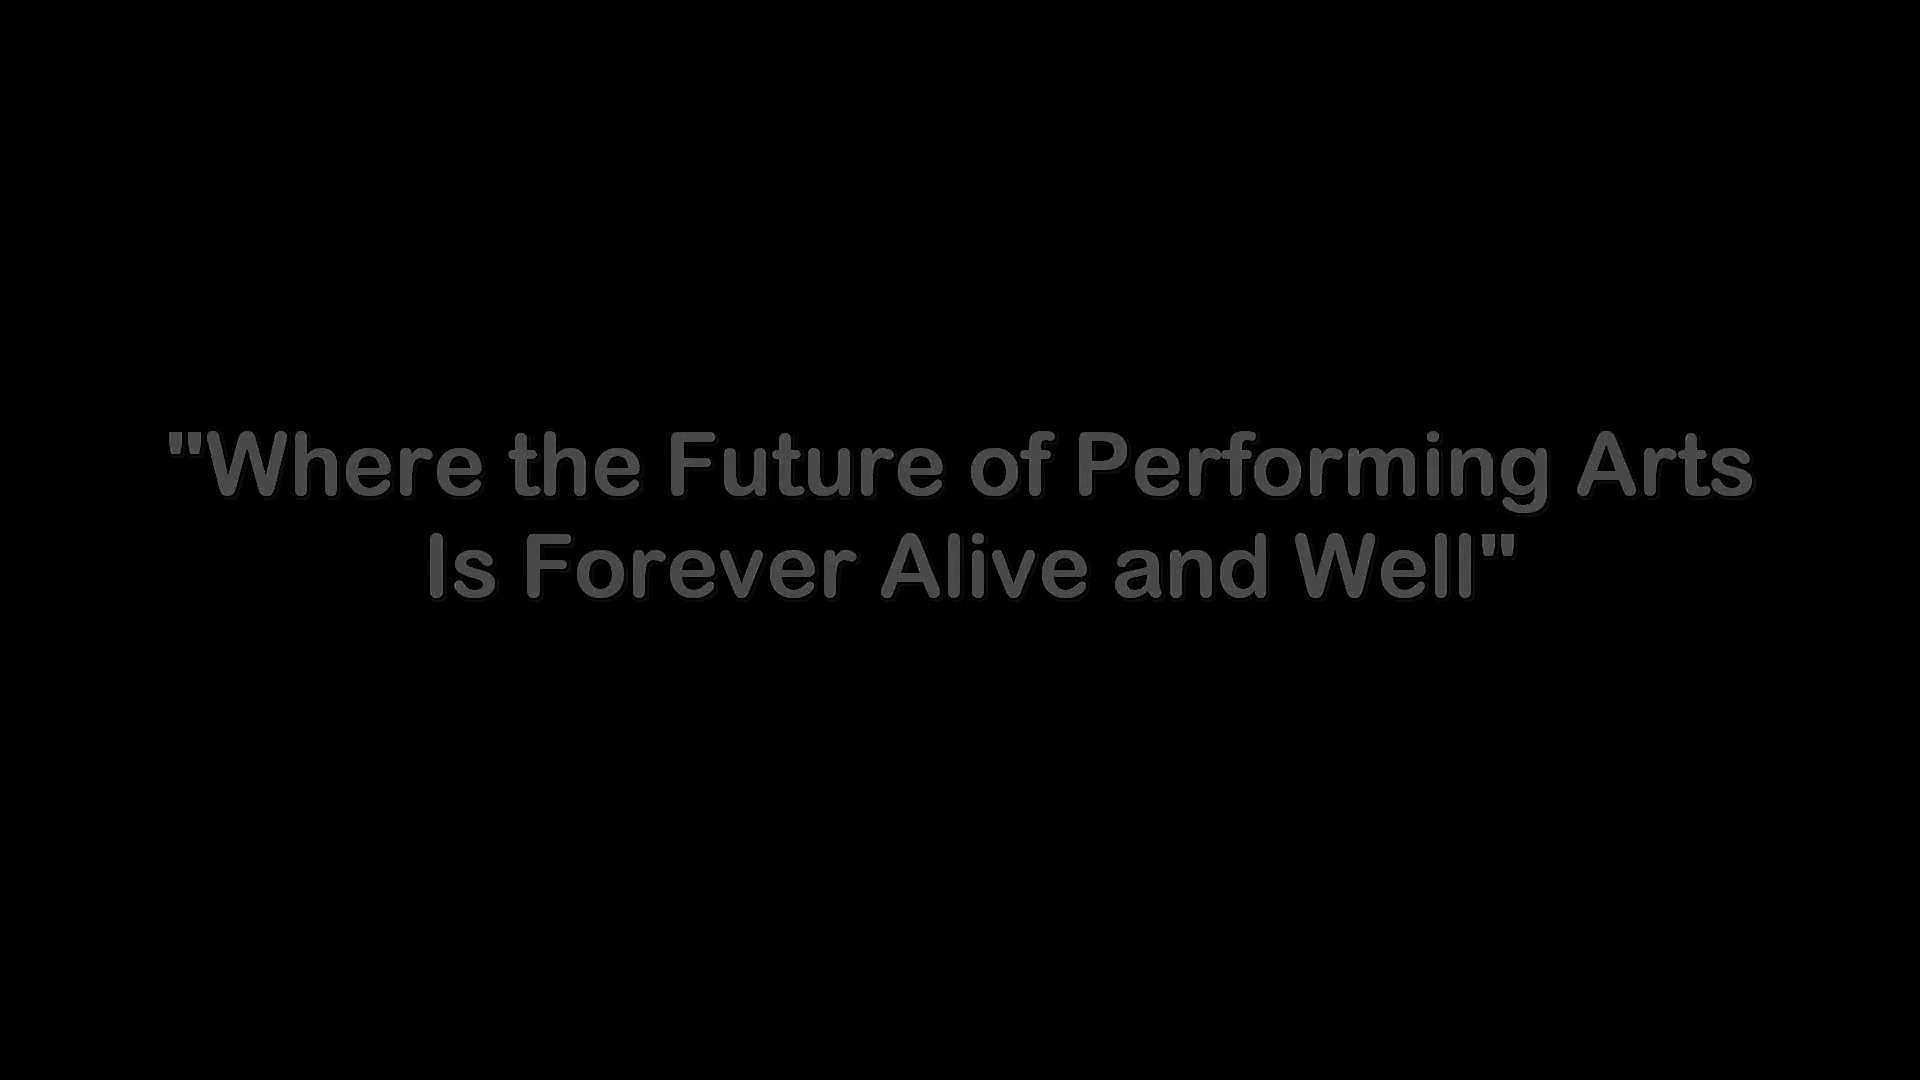 "Where the Future of Performing Arts
Is Forever Alive and Well"